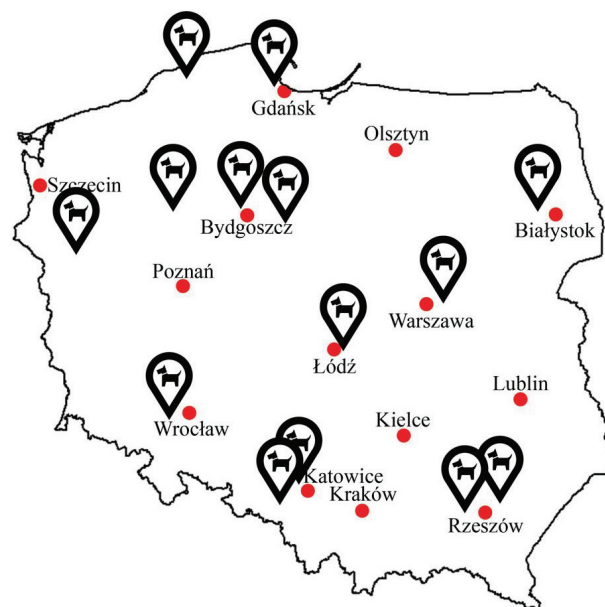 Gdańsk
Olsztyn
Szczecin
Bydgoszcz
Białystok
Poznań
Warszawa
Łódź
Lublin
Wrocław
Kielce
Katowice
Kraków
Rzeszów